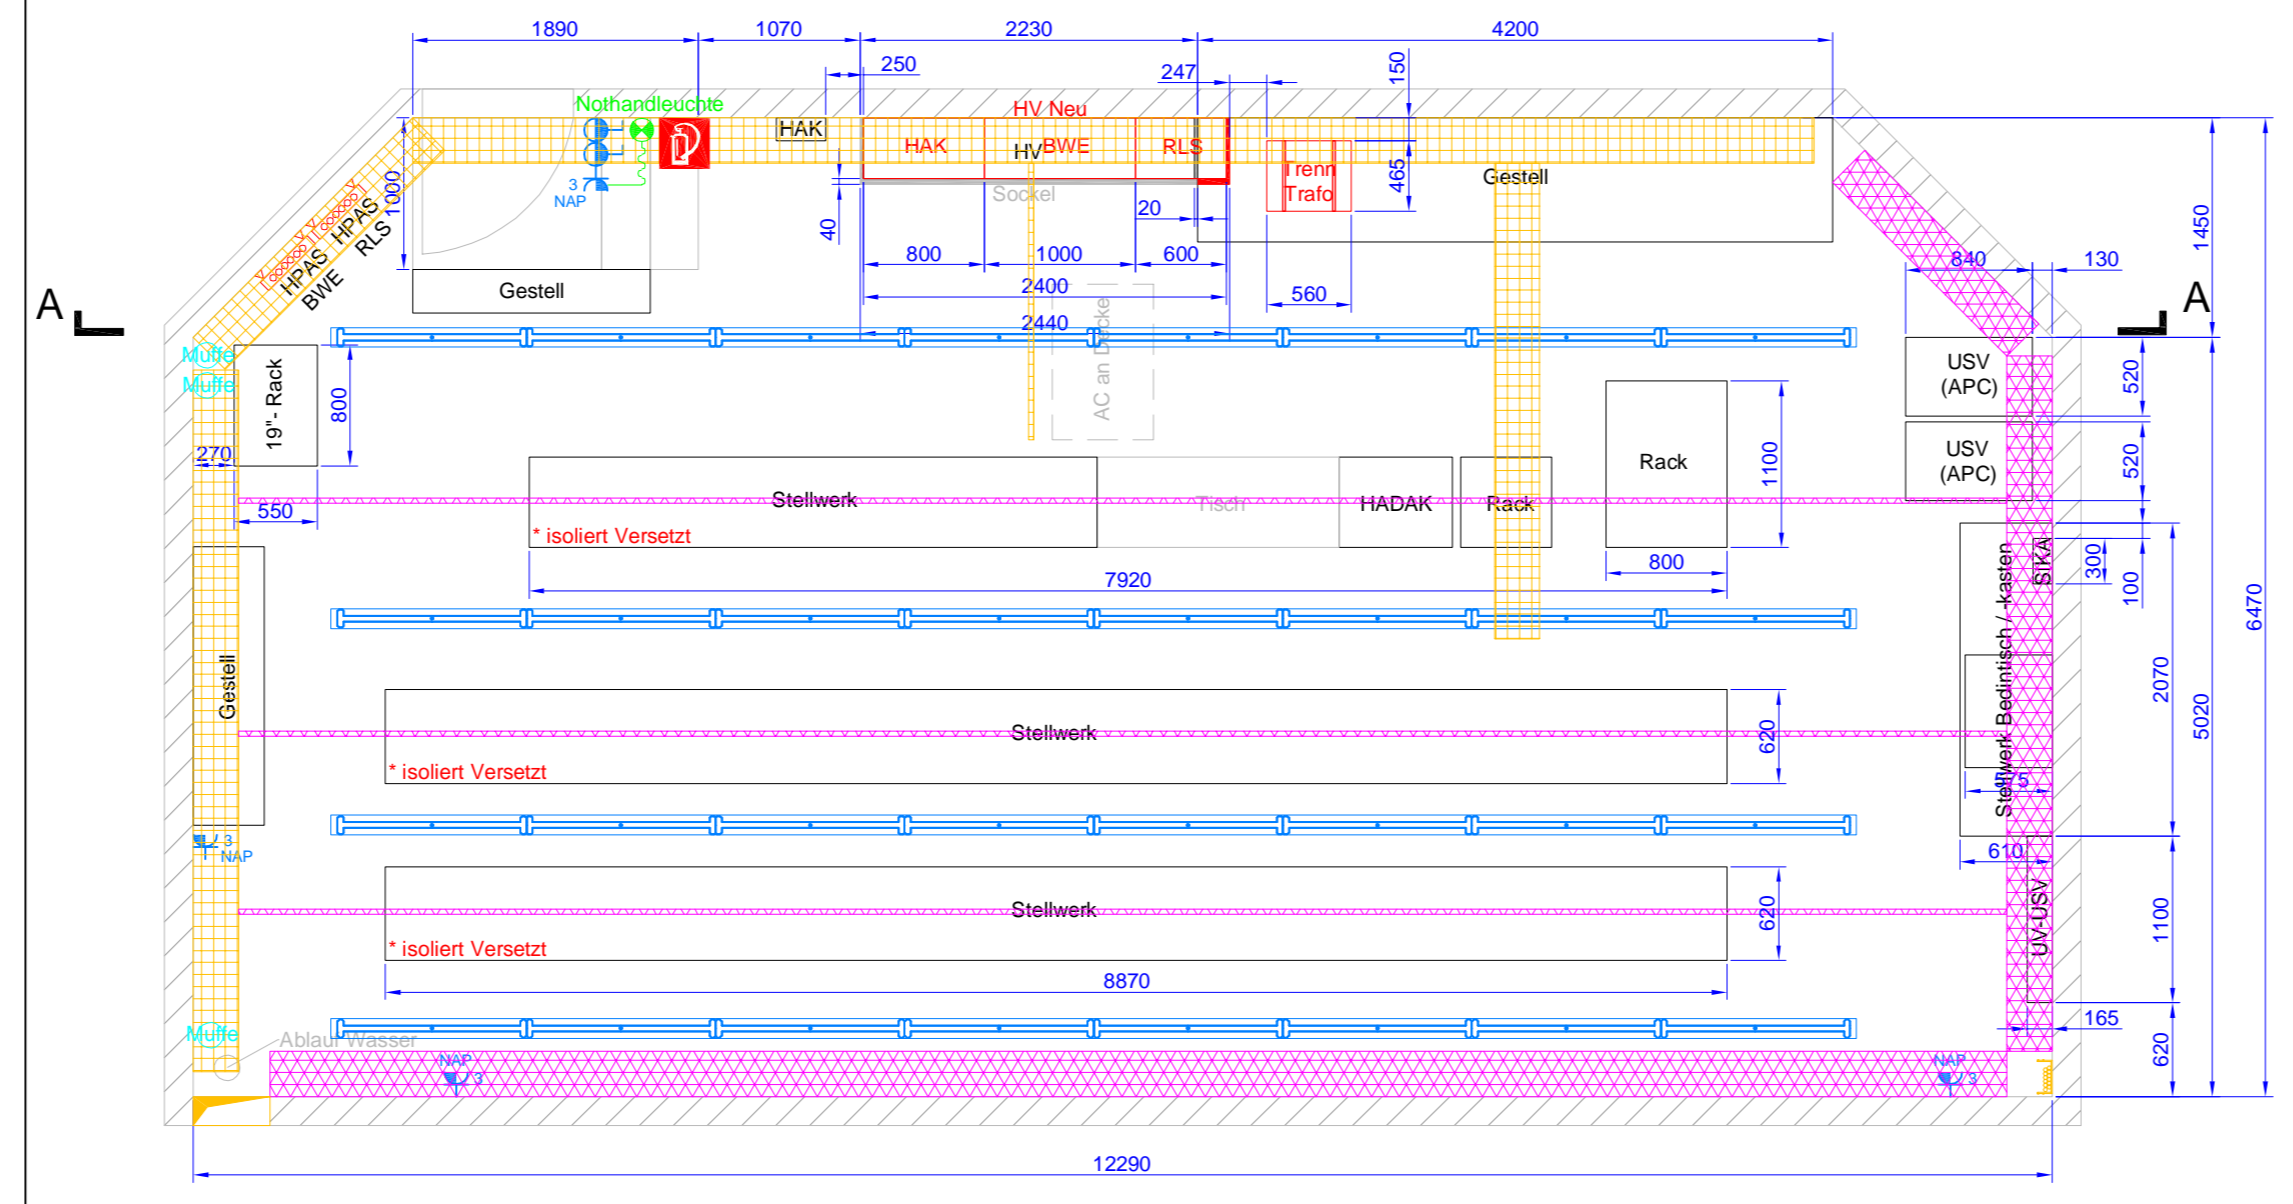 1890
1070
2230
4200
250
247
150
Nothandleuchte
HV Neu
HAK
HAK
HV
BWE
RLS
Trenn
Trafo
465
Gestell
3
NAP
1000
Sockel
40
20
HPAS
RLS
HPAS
BWE
800
1000
600
2400
560
2440
Gestell
1450
840
130
A
A
Muffe
Muffe
19"- Rack
800
AC an Decke
USV
(APC)
520
270
550
Stellwerk
* isoliert Versetzt
Tisch
HADAK
Rack
Rack
1100
800
USV
(APC)
520
7920
SIKA
300
100
6470
Gestell
Stellwerk Bedintisch / -kasten
2070
5020
Stellwerk
* isoliert Versetzt
620
575
3
NAP
610
Stellwerk
* isoliert Versetzt
620
UV-USV
1100
8870
165
Muffe
Ablauf Wasser
620
NAP
3
NAP
3
12290